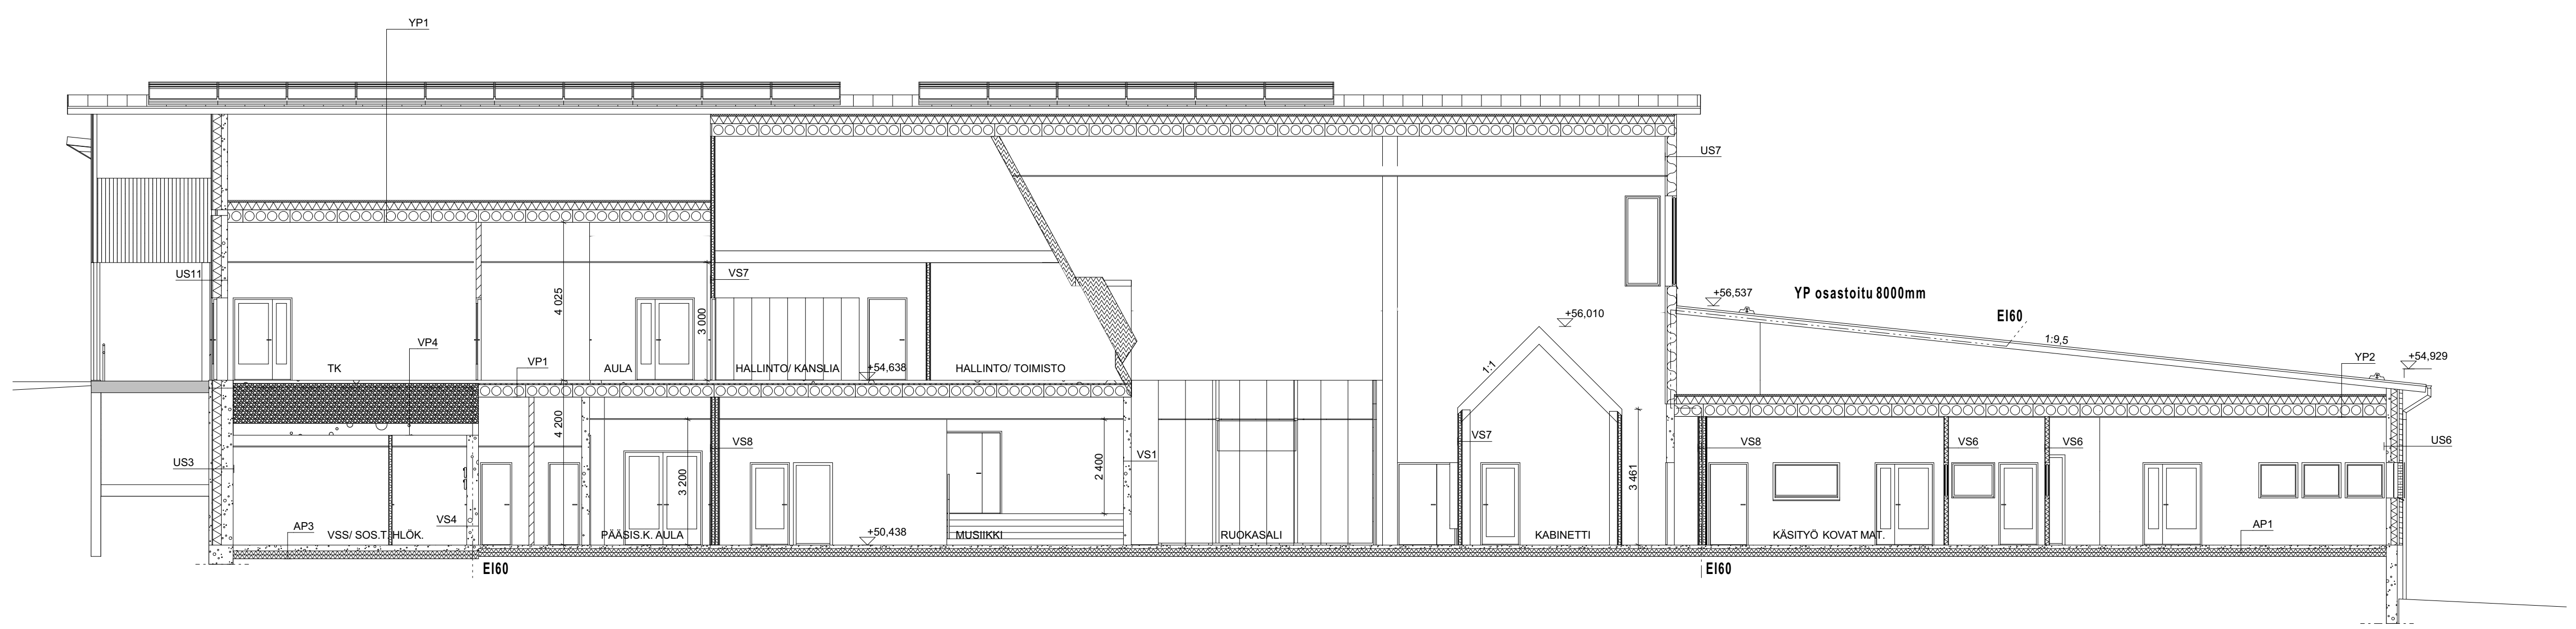 YP1
US7
US11
VS7
4 025
3 000
+56,537
YP osastoitu 8000mm
EI60
+56,010
1:9,5
VP4
VP1
1:1
YP2
+54,929
TK
AULA
HALLINTO/ KANSLIA
+54,638
HALLINTO/ TOIMISTO
4 200
VS8
VS7
VS8
VS6
VS6
US6
US3
3 200
2 400
VS1
3 461
AP3
VS4
AP1
VSS/ SOS.T. HLÖK.
PÄÄSIS.K. AULA
+50,438
MUSIIKKI
RUOKASALI
KABINETTI
KÄSITYÖ KOVAT MAT.
EI60
EI60